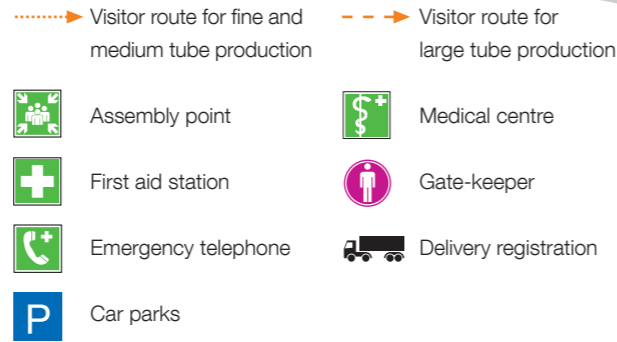 Visitor route for fine and
medium tube production
Visitor route for
large tube production
Assembly point
Medical centre
First aid station
Gate-keeper
Emergency telephone
Delivery registration
P
Car parks